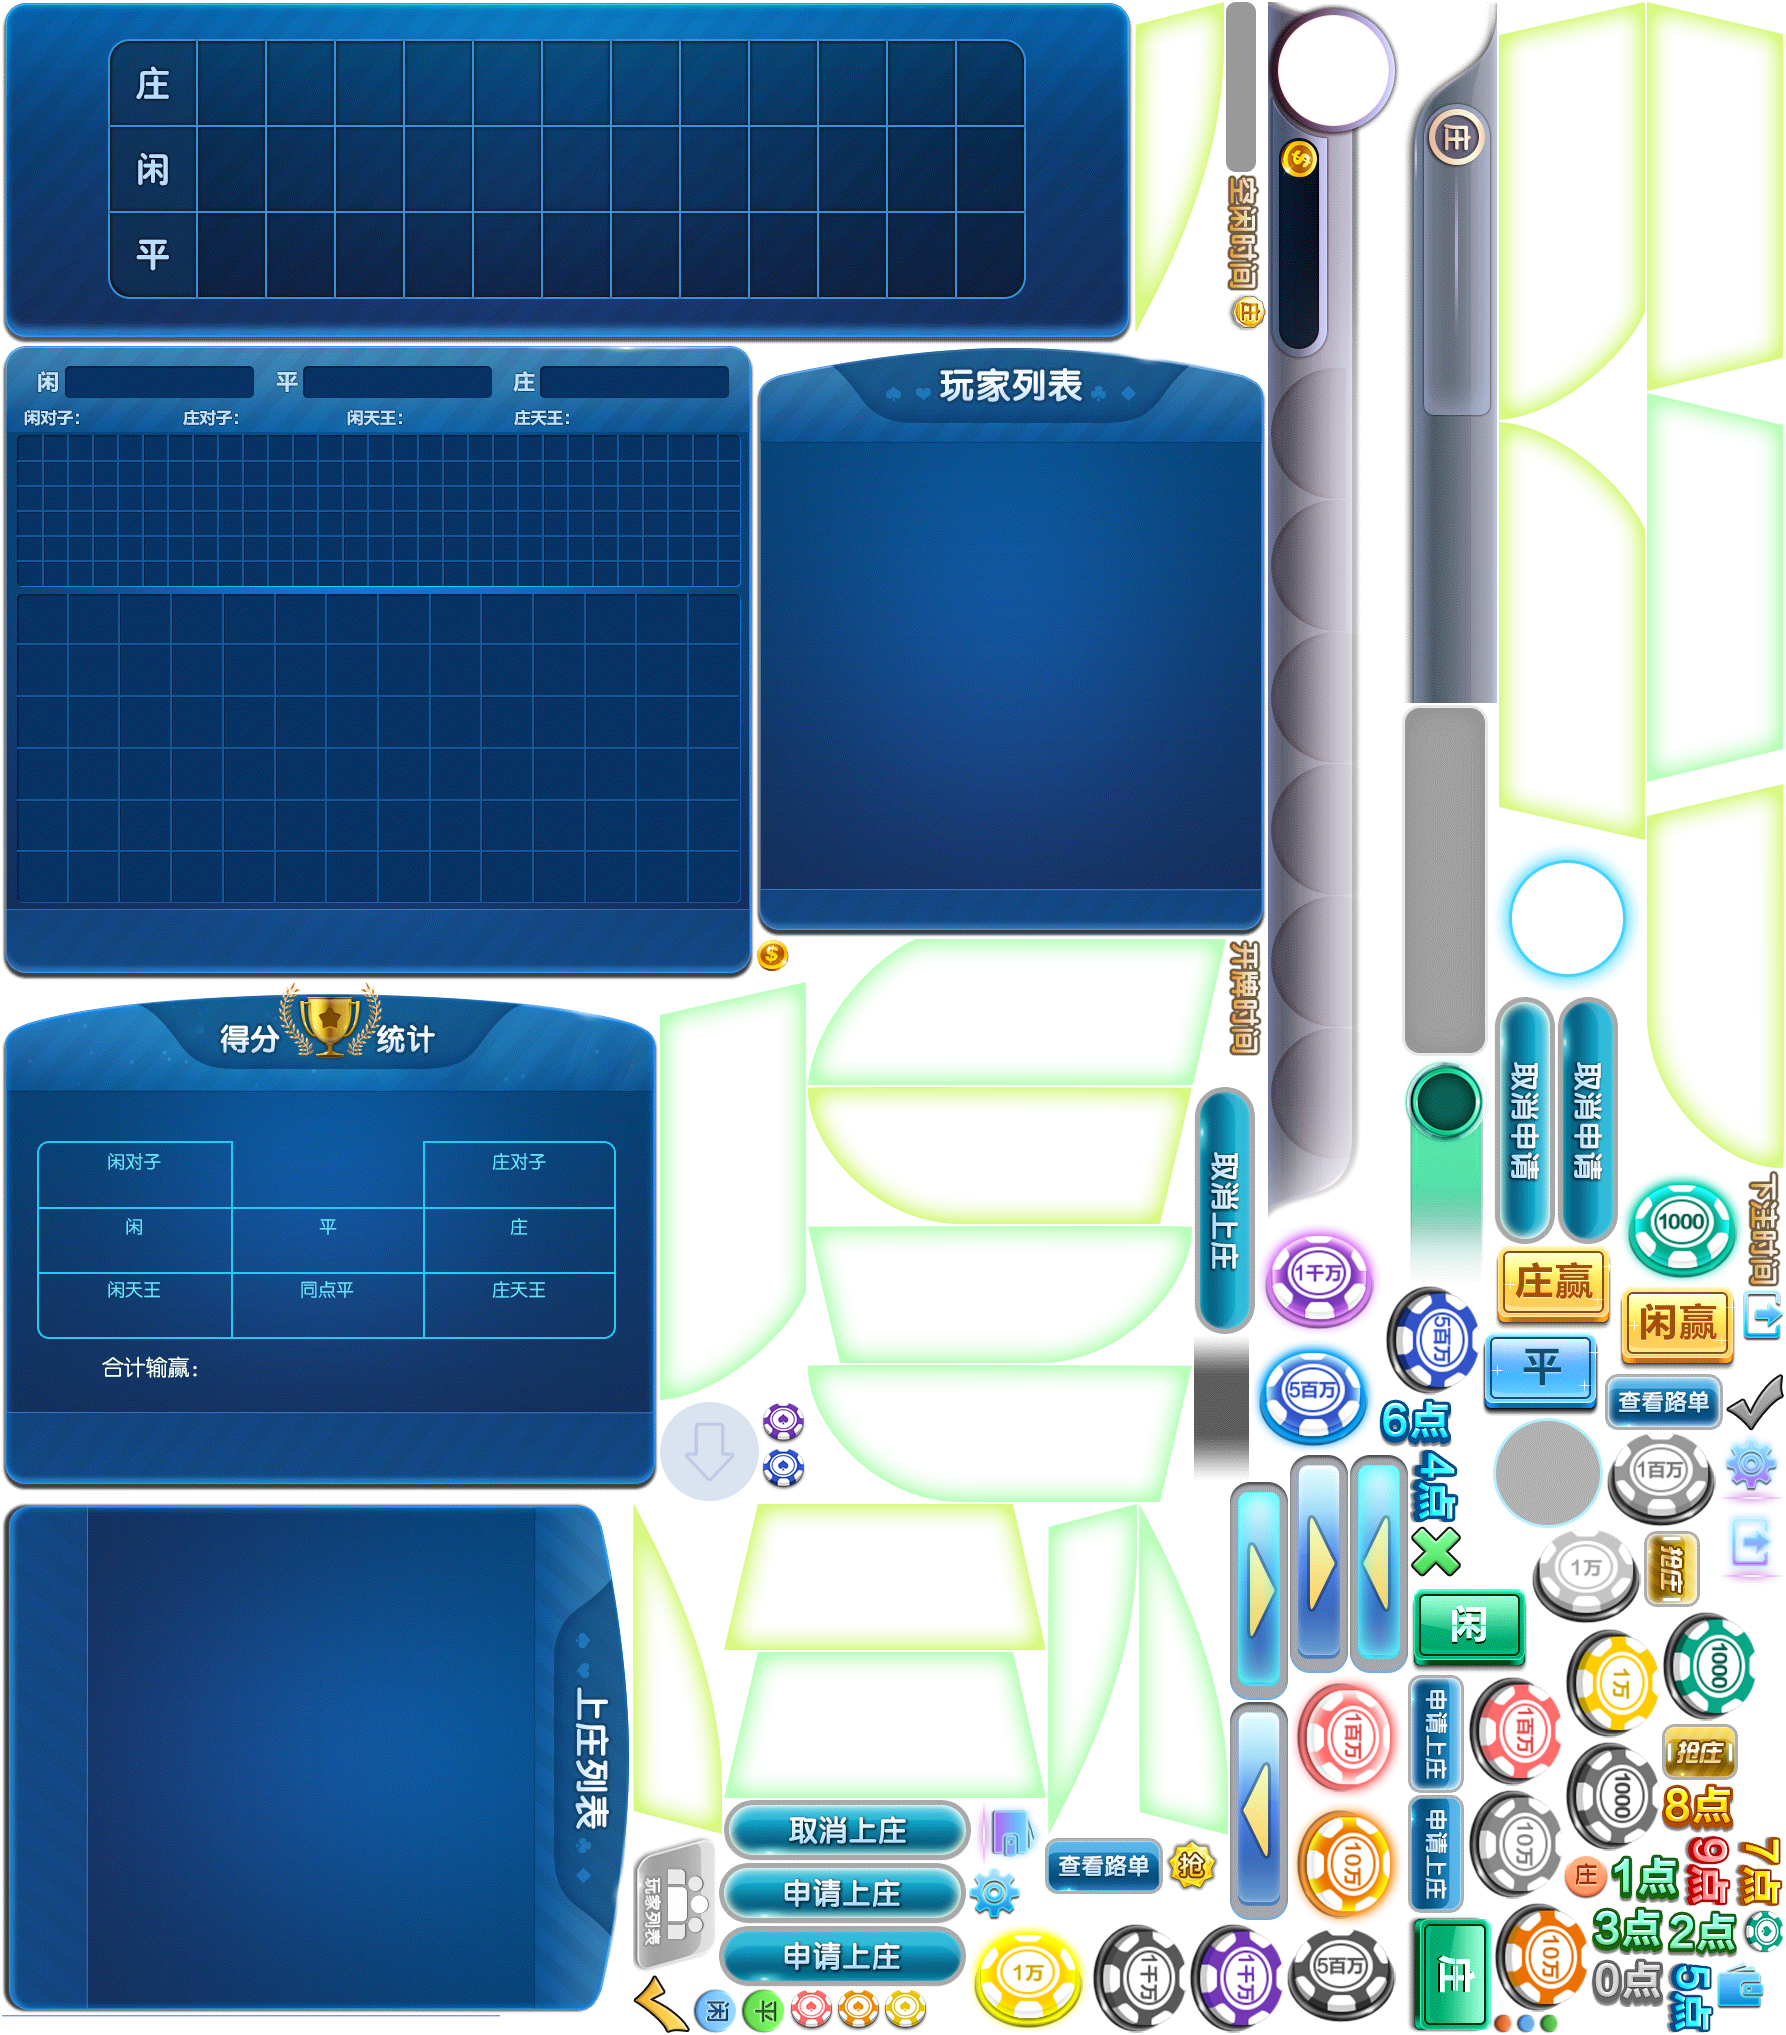 庄
闲
平
空闲时间
庄
$
庄
闲
平
庄
闲对子：
庄对子：
闲天王：
庄天王：
玩家列表
$
开牌时间
得分
统计
闲对子
庄对子
闲
平
庄
闲天王
同点平
庄天王
合计输赢：
取消上庄
取消申请
取消申请
1000
下注时间
1千万
庄赢
闲赢
5百万
平
5百万
查看路单
6点
4点
1百万
1万
抢庄
闲
1万
1000
上庄列表
1百万
申请上庄
1百万
抢庄
1000
8点
取消上庄
查看路单
抢
10万
申请上庄
10万
庄
1点
9点
7点
玩家列表
申请上庄
申请上庄
3点
2点
1万
1千万
1千万
5百万
庄
10万
0点
5点
闲
平